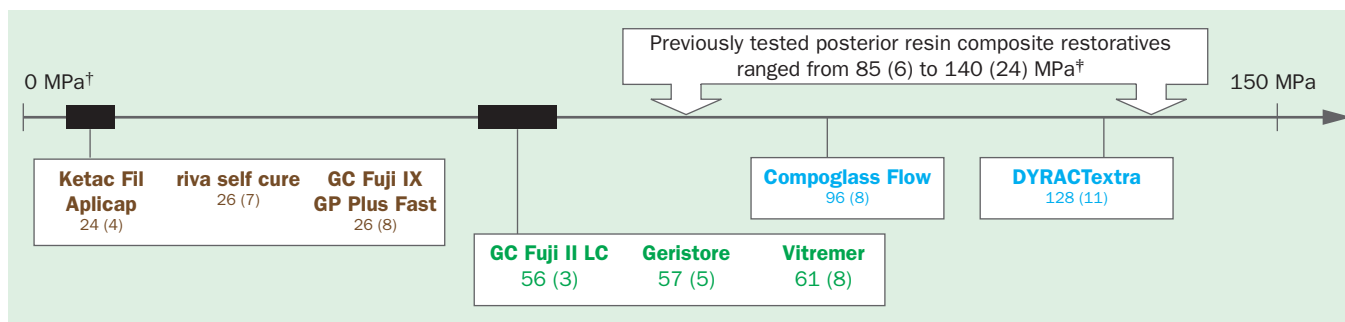 Previously tested posterior resin composite restoratives
ranged from 85 (6) to 140 (24) MPa‡
0 MPa†
150 MPa
Ketac Fil
Aplicap
24 (4)
riva self cure
26 (7)
GC Fuji IX
GP Plus Fast
26 (8)
Compoglass Flow
96 (8)
DYRACTextra
128 (11)
GC Fuji II LC
56 (3)
Geristore
57 (5)
Vitremer
61 (8)